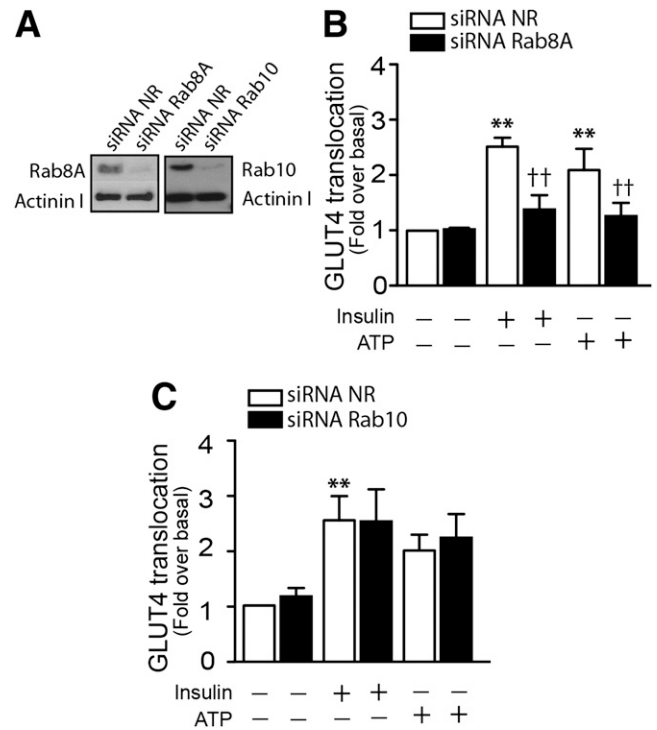 A
siRNA NR
siRNA Rab8A
siRNA NR
siRNA Rab10
Rab8A
Rab10
Actinin I
Actinin I
B
siRNA NR
siRNA Rab8A
GLUT4 translocation
(Fold over basal)
4
3
2
1
0
**
††
**
††
Insulin − − + + − −
ATP − − − − + +
C
siRNA NR
siRNA Rab10
GLUT4 translocation
(Fold over basal)
4
3
2
1
0
**
Insulin − − + + − −
ATP − − − − + +